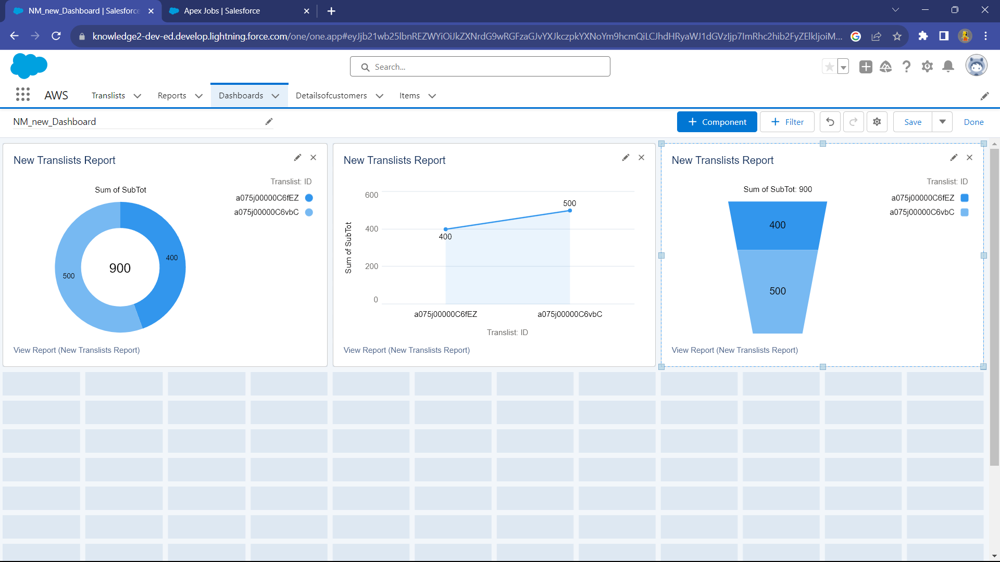 NM_new_Dashboard | Salesforce
Apex Jobs | Salesforce
knowledge2-dev-ed.develop.lightning.force.com/one/one.app#eyJjb21wb25lbnREZWYiOiJkZXNrdG9wRGFzaGJvYXJkczpkYXNoYm9hcmQiLCJhdHRyaWJ1dGVzIjp7ImRhc2hib2FyZElkIjoiM...
Search...
AWS
Translists
Reports
Dashboards
Detailsofcustomers
Items
NM_new_Dashboard
+ Component
+ Filter
Save
Done
New Translists Report
Translist: ID
Sum of SubTot
a075j00000C6fEZ
a075j00000C6vbC
400
500
900
View Report (New Translists Report)
New Translists Report
600
500
400
400
200
0
Sum of SubTot
a075j00000C6fEZ
a075j00000C6vbC
Translist: ID
View Report (New Translists Report)
New Translists Report
Translist: ID
Sum of SubTot: 900
a075j00000C6fEZ
a075j00000C6vbC
400
500
View Report (New Translists Report)